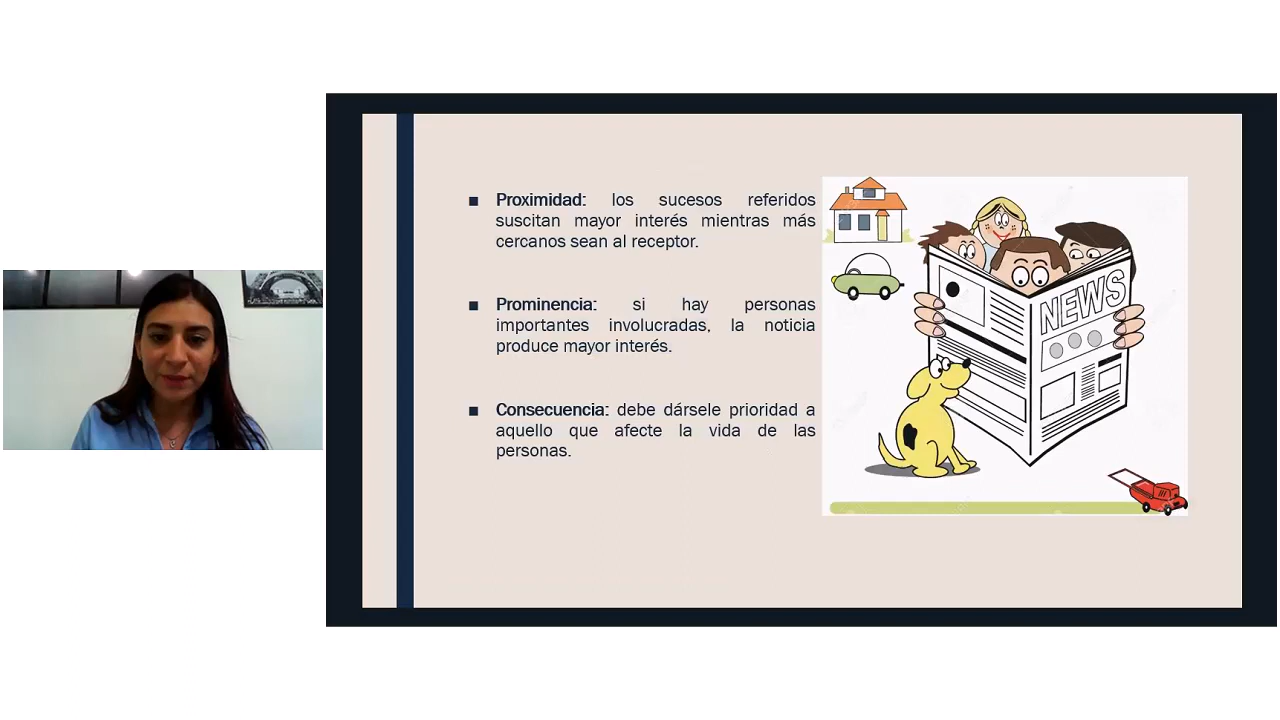 ■ Proximidad: los sucesos referidos
suscitan mayor interés mientras más
cercanos sean al receptor.
■ Prominencia: si hay personas
importantes involucradas, la noticia
produce mayor interés.
■ Consecuencia: debe dársele prioridad a
aquello que afecte la vida de las
personas.
NEWS